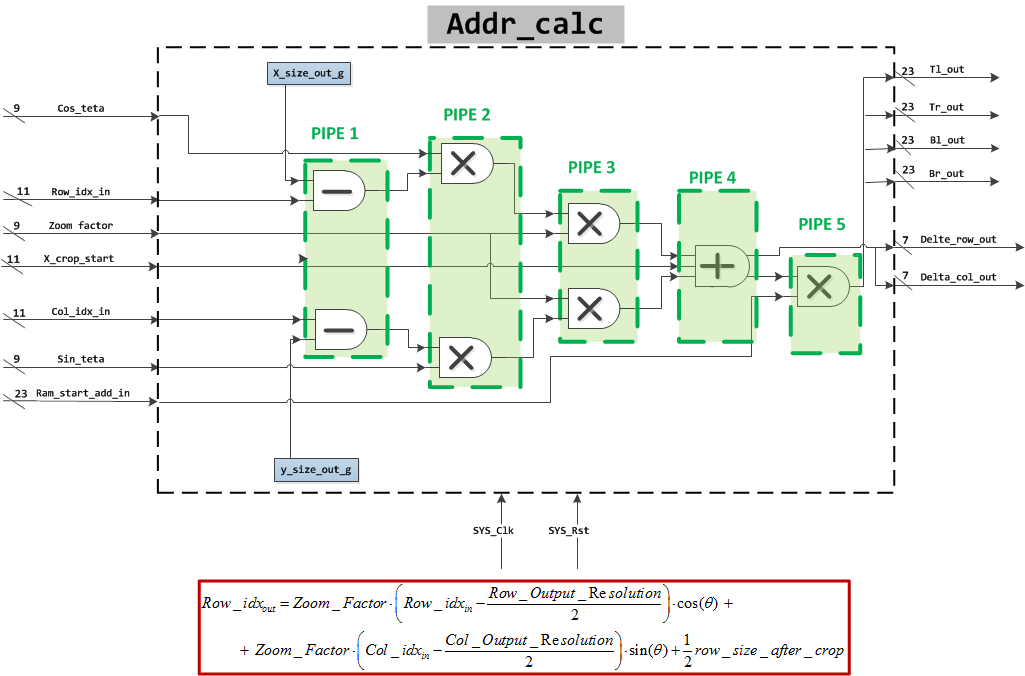 Addr_calc
X_size_out_g
23 Tl_out
9 Cos_teta
PIPE 1
PIPE 2
23 Tr_out
23 Bl_out
PIPE 3
PIPE 4
23 Br_out
11 Row_idx_in
9 Zoom factor
PIPE 5
7 Delte_row_out
11 X_crop_start
7 Delta_col_out
11 Col_idx_in
9 Sin_teta
23 Ram_start_add_in
y_size_out_g
SYS_Clk SYS_Rst
Row_idx_out = Zoom_Factor · ( Row_idx_in − Row_Output_Resolution / 2 ) · cos(θ) +
+ Zoom_Factor · ( Col_idx_in − Col_Output_Resolution / 2 ) · sin(θ) + 1/2 row_size_after_crop